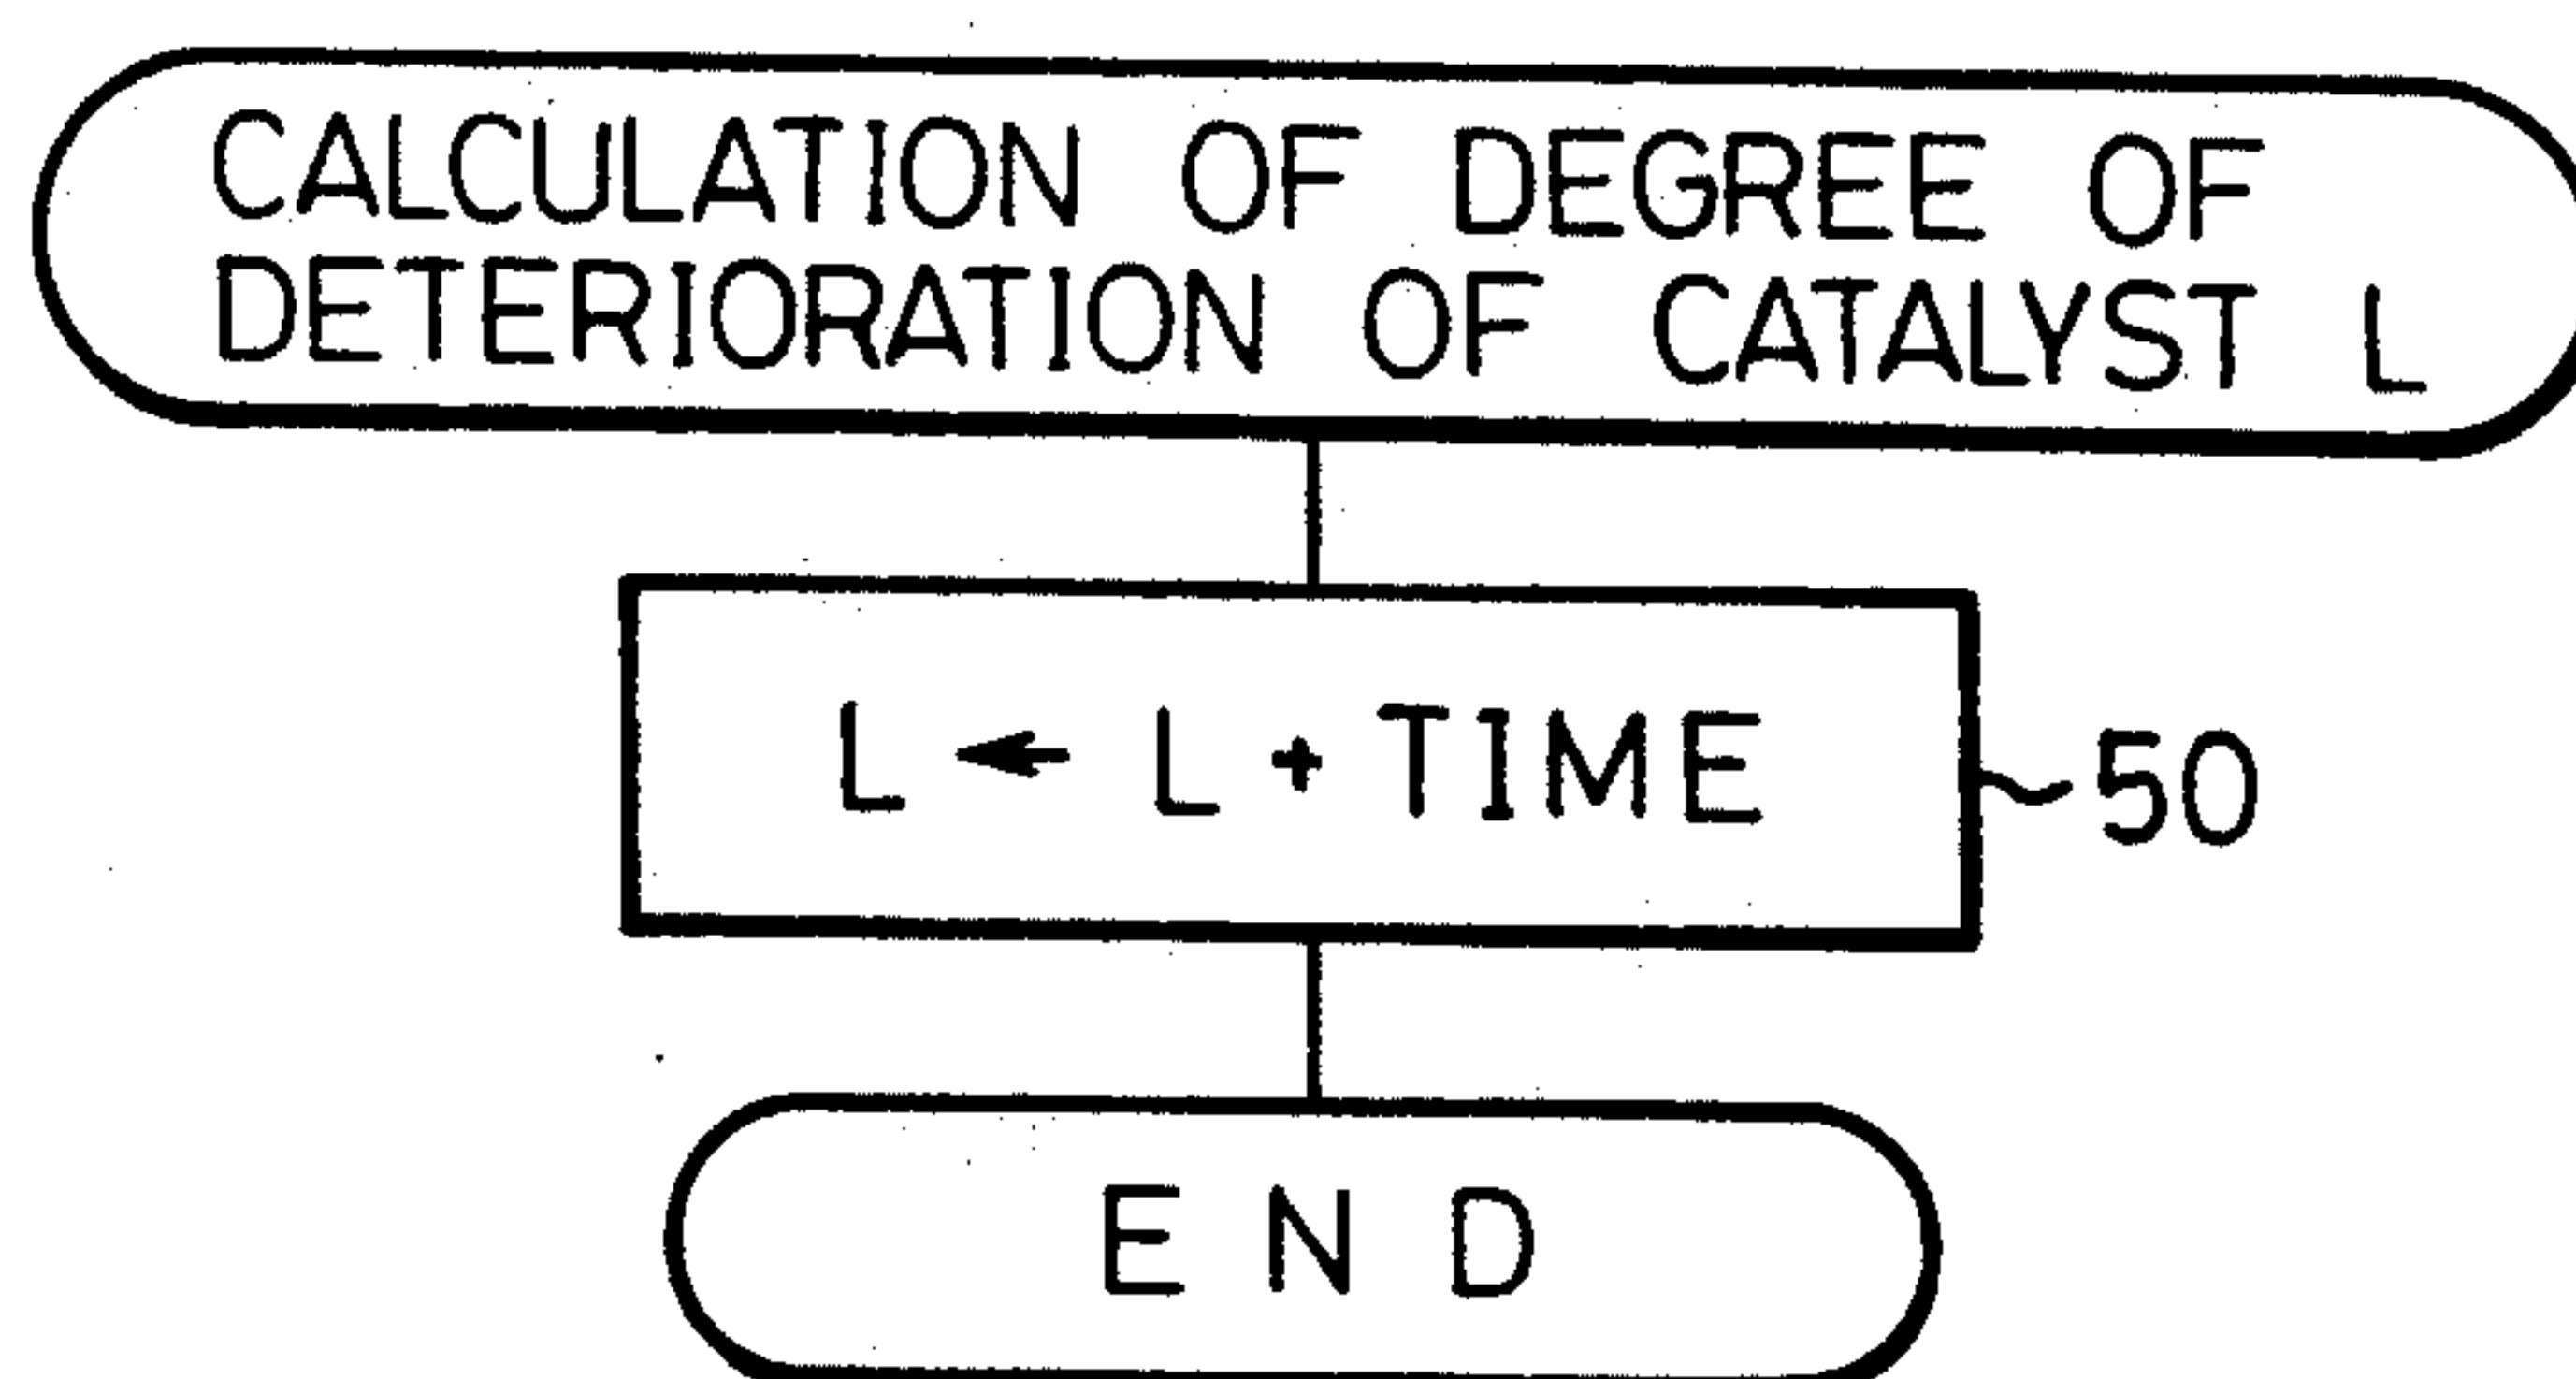 CALCULATION OF DEGREE OF
DETERIORATION OF CATALYST L
L ← L + TIME
50
END